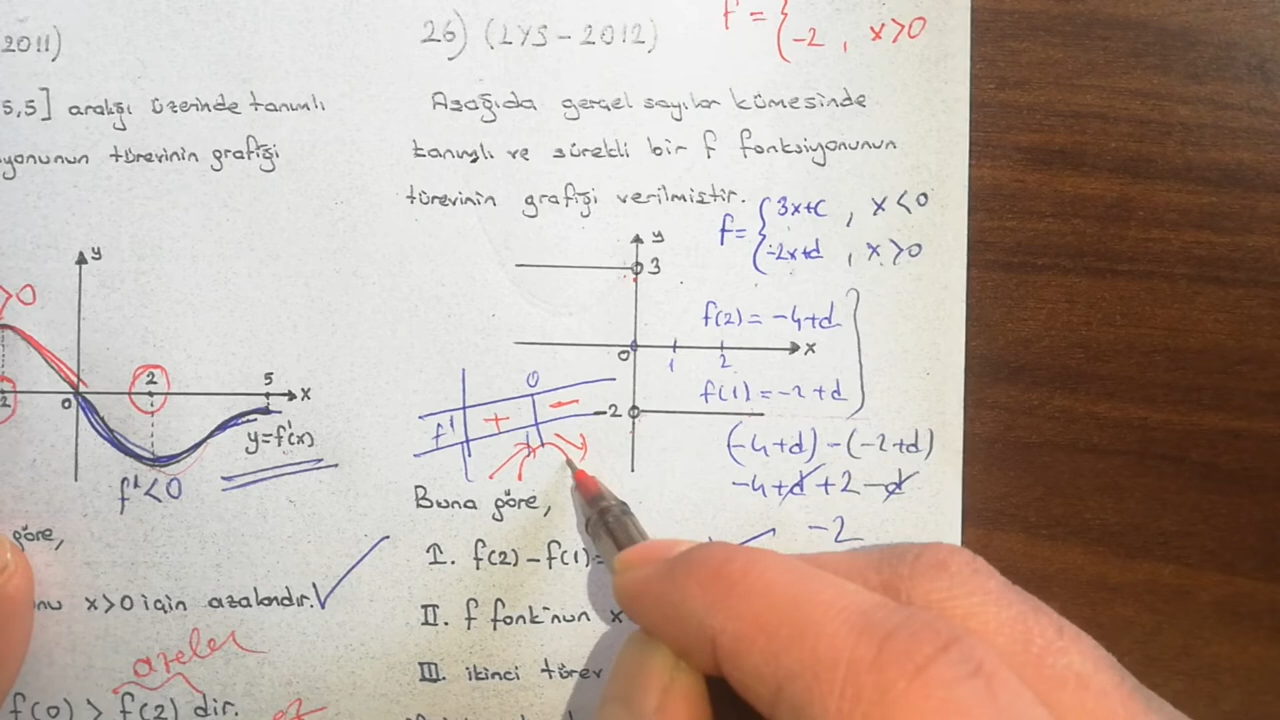 2011)
5,5] aralığı üzerinde tanımlı
yonunun türevinin grafiği
>0
y
2
5
x
0
2
y=f'(x)
f'<0
göre,
nu x>0 için azalandır.
azalan
f(0) > f(2) dir.
26) (LYS-2012)
f' = { -2, x>0
Aşağıda gerçel sayılar kümesinde
tanımlı ve sürekli bir f fonksiyonunun
türevinin grafiği verilmiştir.
f= { 3x+c, x<0
-2x+d, x>0
y
3
f(2) = -4+d
0
1
2
x
f(1) = -2+d
-2
0
f'
+
-
(-4+d) - (-2+d)
-4+d+2-d
-2
Buna göre,
I. f(2) - f(1)=
II. f fonk'nun x
III. ikinci türev